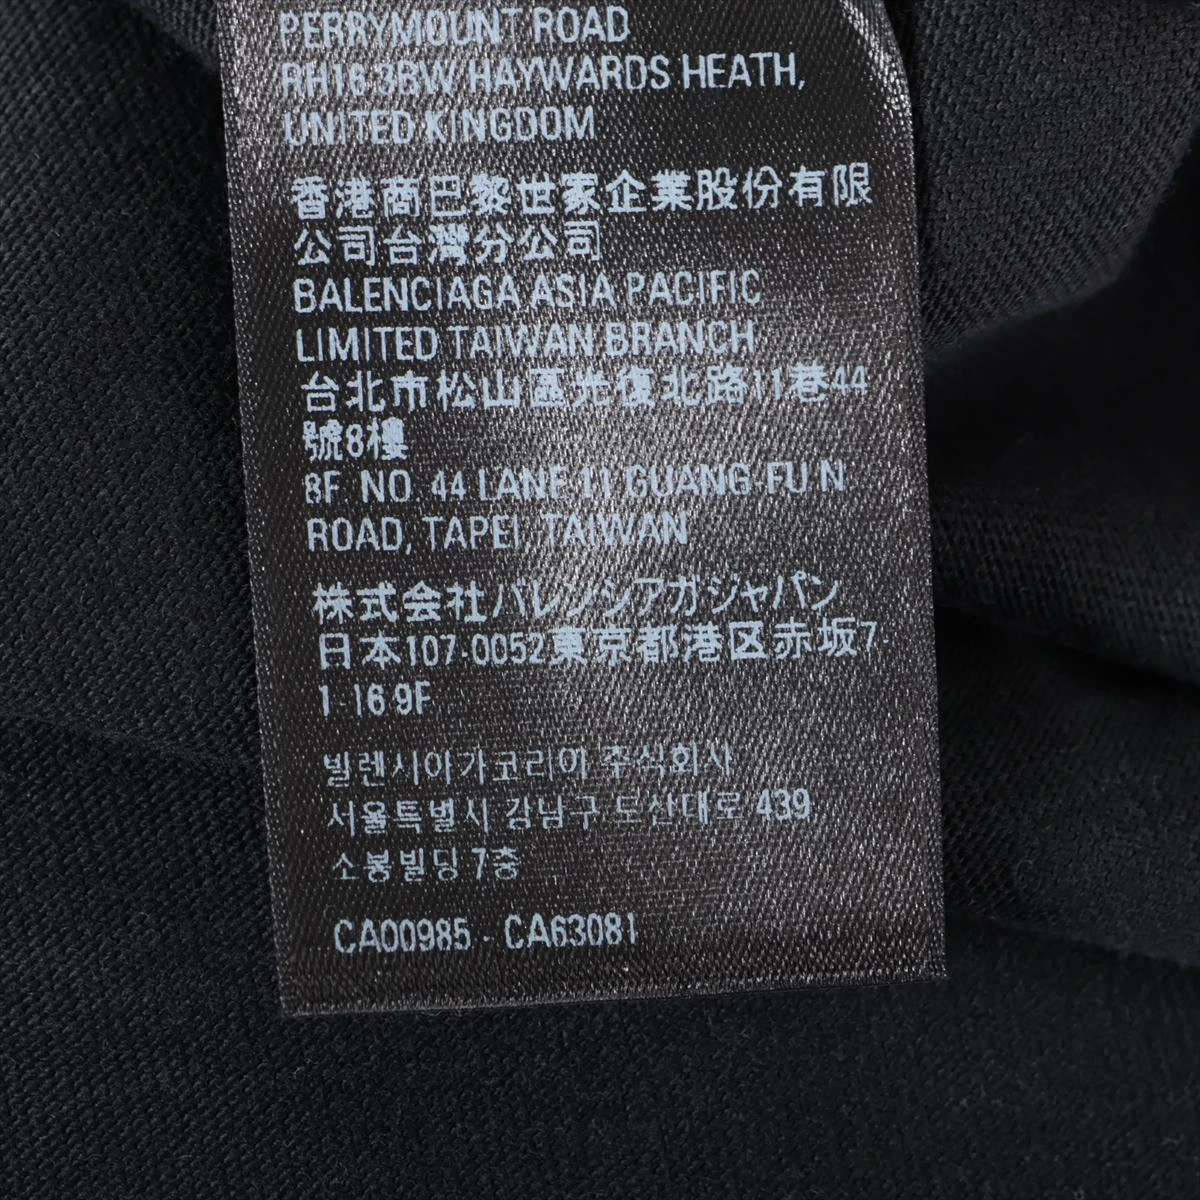 PERRYMOUNT ROAD
RH16 3BW HAYWARDS HEATH,
UNITED KINGDOM
香港商巴黎世家企業股份有限
公司台灣分公司
BALENCIAGA ASIA PACIFIC
LIMITED TAIWAN BRANCH
台北市松山區光復北路11巷44
號8樓
8F NO. 44 LANE 11 GUANG-FU N
ROAD, TAPEI, TAIWAN
株式会社バレンシアガジャパン
日本107-0052東京都港区赤坂7-
1-16 9F
발렌시아가코리아 주식회사
서울특별시 강남구 도산대로 439
소봉빌딩 7층
CA00985 - CA63081